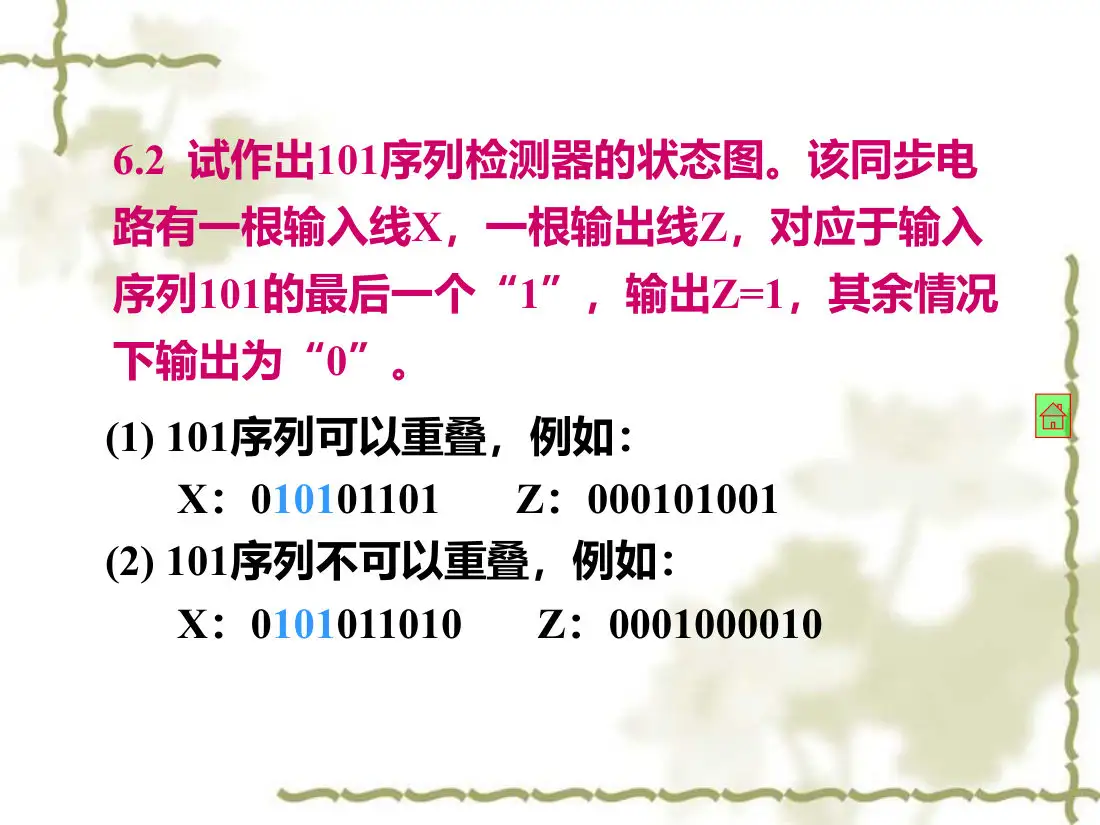 6.2 试作出101序列检测器的状态图。该同步电
路有一根输入线X，一根输出线Z，对应于输入
序列101的最后一个“1”，输出Z=1，其余情况
下输出为“0”。
(1) 101序列可以重叠，例如：
X：010101101 Z：000101001
(2) 101序列不可以重叠，例如：
X：0101011010 Z：0001000010